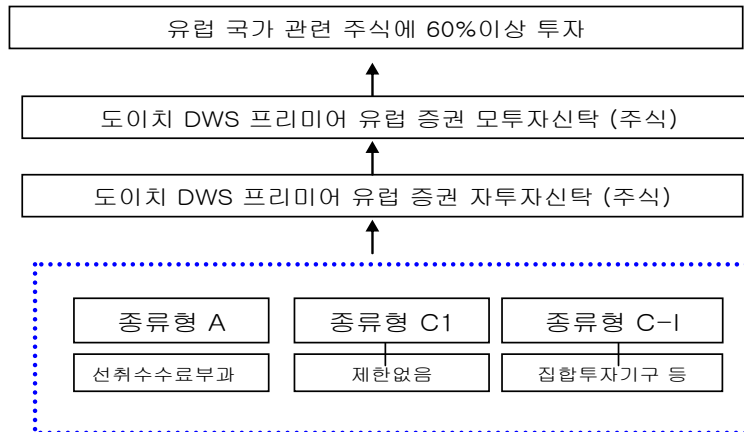 유럽 국가 관련 주식에 60%이상 투자
도이치 DWS 프리미어 유럽 증권 모투자신탁 (주식)
도이치 DWS 프리미어 유럽 증권 자투자신탁 (주식)
종류형 A
종류형 C1
종류형 C-I
선취수수료부과
제한없음
집합투자기구 등